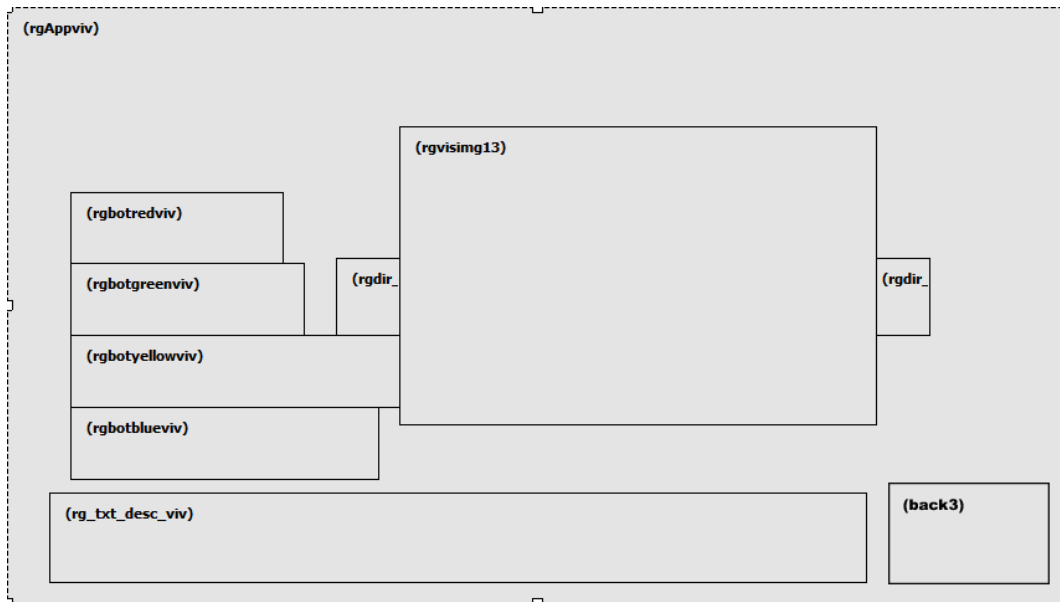 (rgAppviv)
(rgvisimg13)
(rgbotredviv)
(rgbotgreenviv)
(rgdir_
(rgdir_
(rgbotyellowviv)
(rgbotblueviv)
(rg_txt_desc_viv)
(back3)